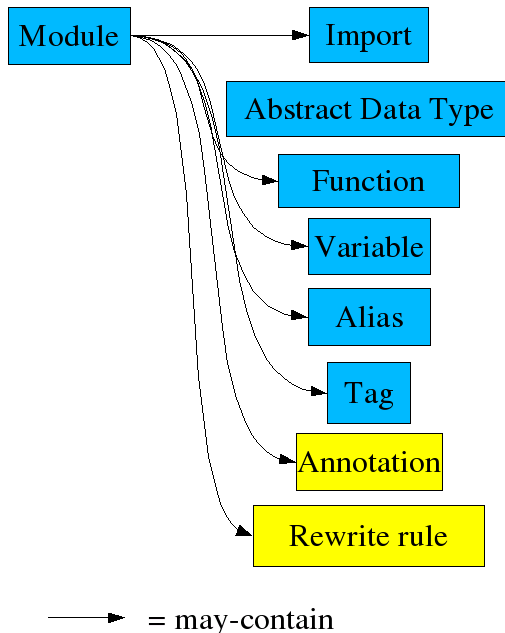 Module
Import
Abstract Data Type
Function
Variable
Alias
Tag
Annotation
Rewrite rule
= may-contain